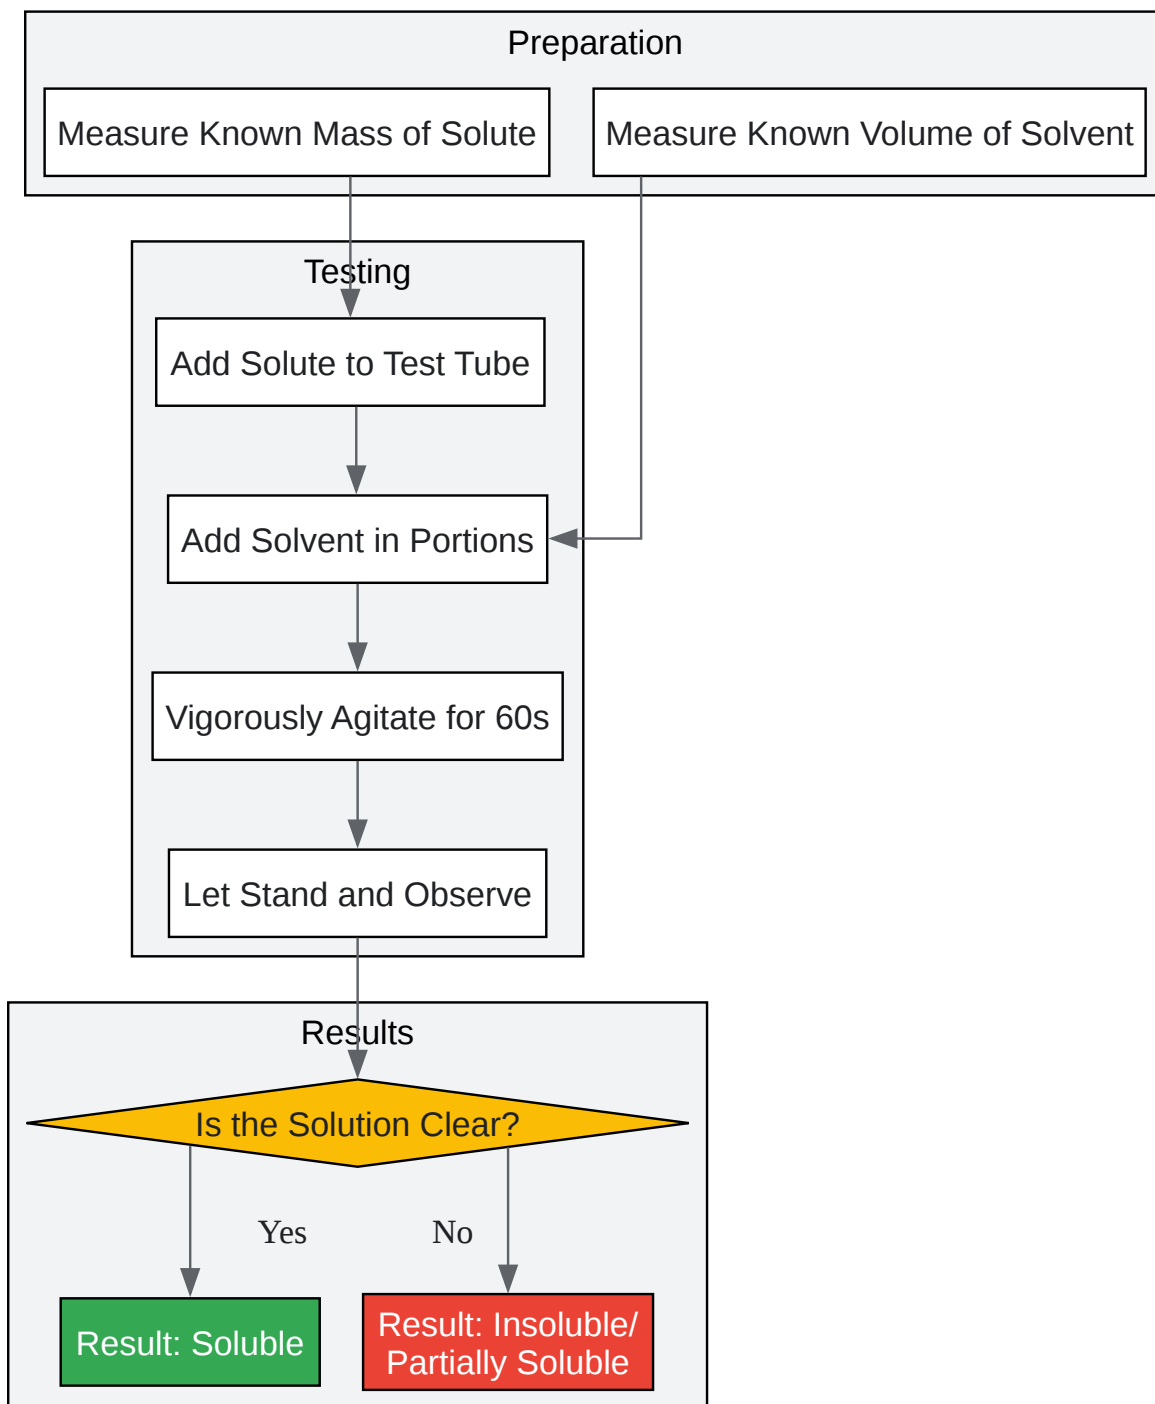 Preparation
Measure Known Mass of Solute
Measure Known Volume of Solvent
Testing
Add Solute to Test Tube
Add Solvent in Portions
Vigorously Agitate for 60s
Let Stand and Observe
Results
Is the Solution Clear?
Yes
No
Result: Soluble
Result: Insoluble/
Partially Soluble